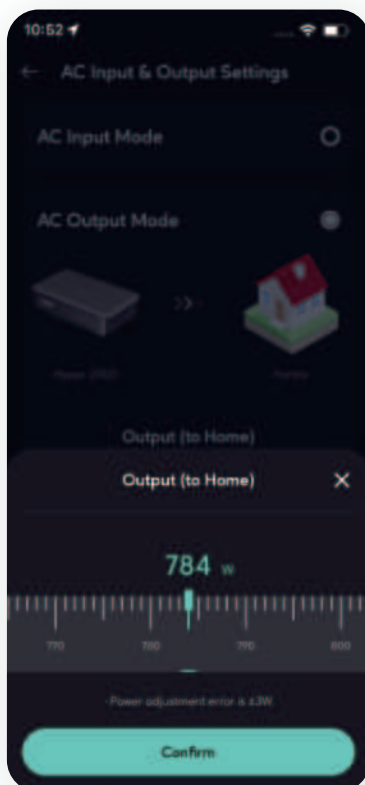 10:52
AC Input & Output Settings
AC Input Mode
AC Output Mode
Output (to Home)
Output (to Home)
784 W
770 780 790 800
Power adjustment error is ±3W
Confirm